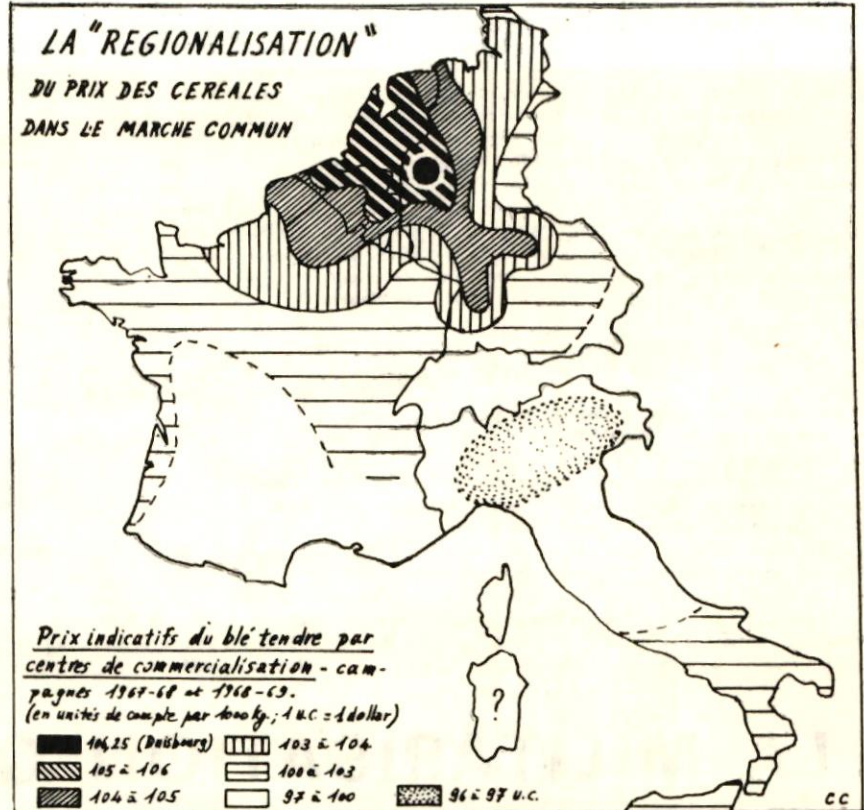 LA "REGIONALISATION"
DU PRIX DES CEREALES
DANS LE MARCHE COMMUN
?
Prix indicatifs du blé tendre par
centres de commercialisation - cam-
pagnes 1967-68 et 1968-69.
(en unités de compte par 1000 kg; 1 u.c. = 1 dollar)
106,25 (Duisbourg)
105 à 106
104 à 105
103 à 104
100 à 103
97 à 100
96 à 97 u.c.
CC